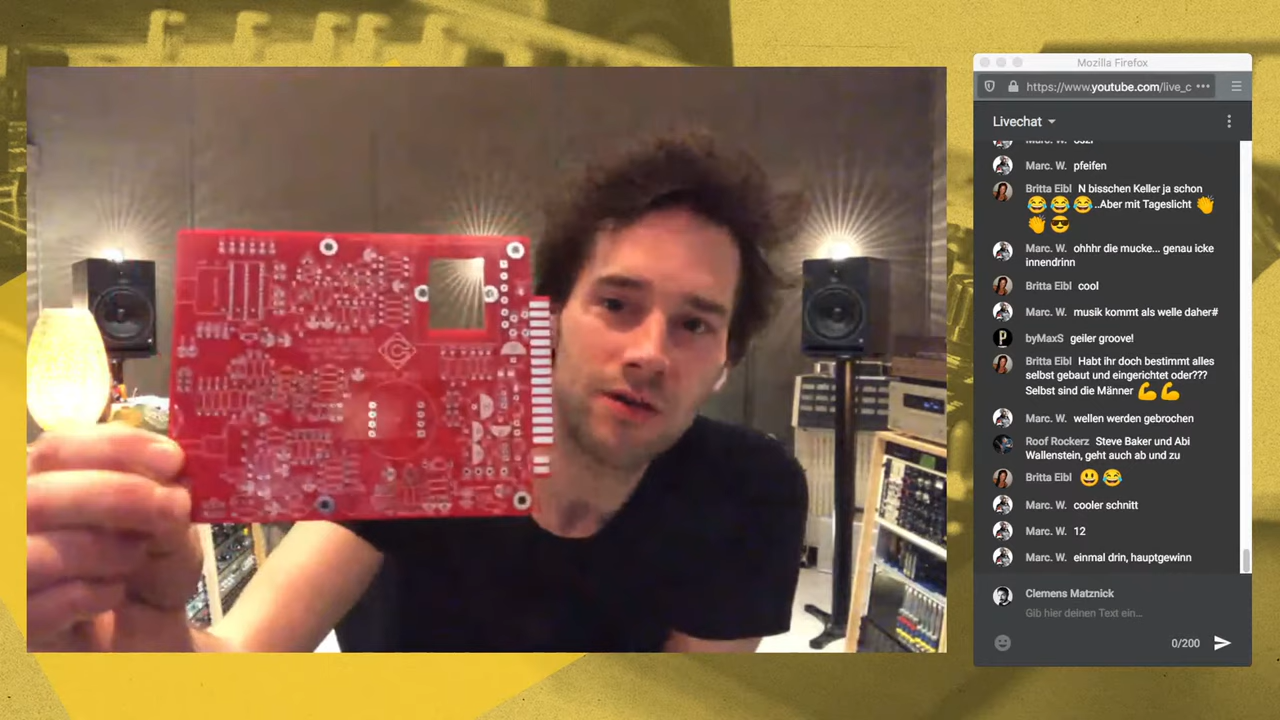 Mozilla Firefox
https://www.youtube.com/live_c
Livechat
Marc. W. pfeifen
Britta Eibl N bisschen Keller ja schon
😂😂😂..Aber mit Tageslicht 👏
👏😎
Marc. W. ohhhr die mucke... genau icke
innendrinn
Britta Eibl cool
Marc. W. musik kommt als welle daher#
byMaxS geiler groove!
Britta Eibl Habt ihr doch bestimmt alles
selbst gebaut und eingerichtet oder???
Selbst sind die Männer 💪💪
Marc. W. wellen werden gebrochen
Roof Rockerz Steve Baker und Abi
Wallenstein, geht auch ab und zu
Britta Eibl 😃😂
Marc. W. cooler schnitt
Marc. W. 12
Marc. W. einmal drin, hauptgewinn
Clemens Matznick
Gib hier deinen Text ein...
0/200